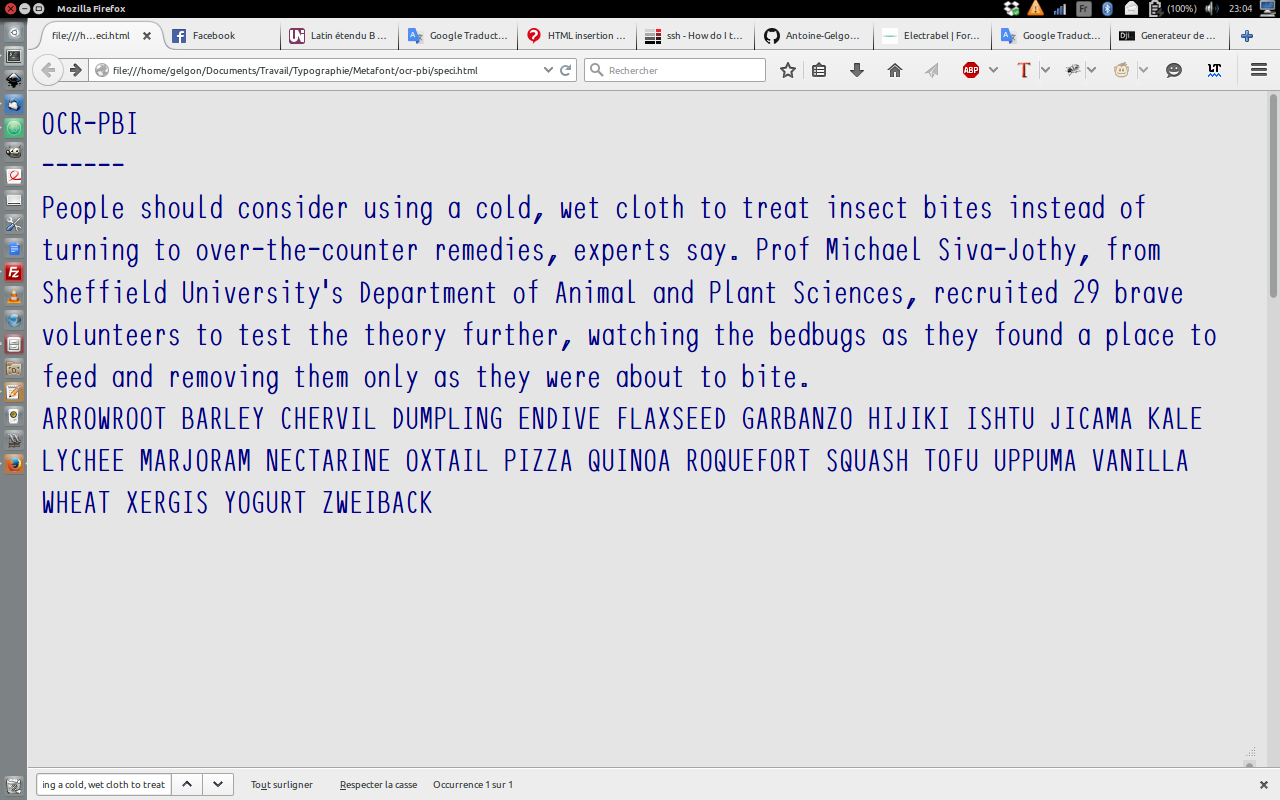 Mozilla Firefox
Fr
(100%)
23:04
file:///h...eci.html
Facebook
Latin étendu B ...
Google Traduct...
HTML insertion ...
ssh - How do I t...
Antoine-Gelgo...
Electrabel | For...
Google Traduct...
DJI
Generateur de ...
file:///home/gelgon/Documents/Travail/Typographie/Metafont/ocr-pbi/speci.html
Rechercher
ABP
T
LT
OCR-PBI
------
People should consider using a cold, wet cloth to treat insect bites instead of
turning to over-the-counter remedies, experts say. Prof Michael Siva-Jothy, from
Sheffield University's Department of Animal and Plant Sciences, recruited 29 brave
volunteers to test the theory further, watching the bedbugs as they found a place to
feed and removing them only as they were about to bite.
ARROWROOT BARLEY CHERVIL DUMPLING ENDIVE FLAXSEED GARBANZO HIJIKI ISHTU JICAMA KALE
LYCHEE MARJORAM NECTARINE OXTAIL PIZZA QUINOA ROQUEFORT SQUASH TOFU UPPUMA VANILLA
WHEAT XERGIS YOGURT ZWEIBACK
Fz
ing a cold, wet cloth to treat
Tout surligner
Respecter la casse
Occurrence 1 sur 1